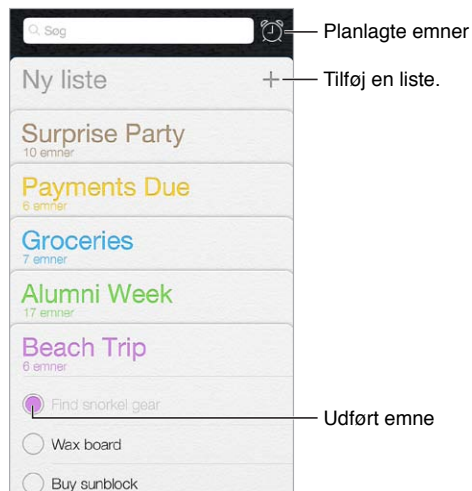 Søg
Planlagte emner
Ny liste
Tilføj en liste.
Surprise Party
10 emner
Payments Due
6 emner
Groceries
7 emner
Alumni Week
17 emner
Beach Trip
6 emner
Find snorkel gear
Udført emne
Wax board
Buy sunblock